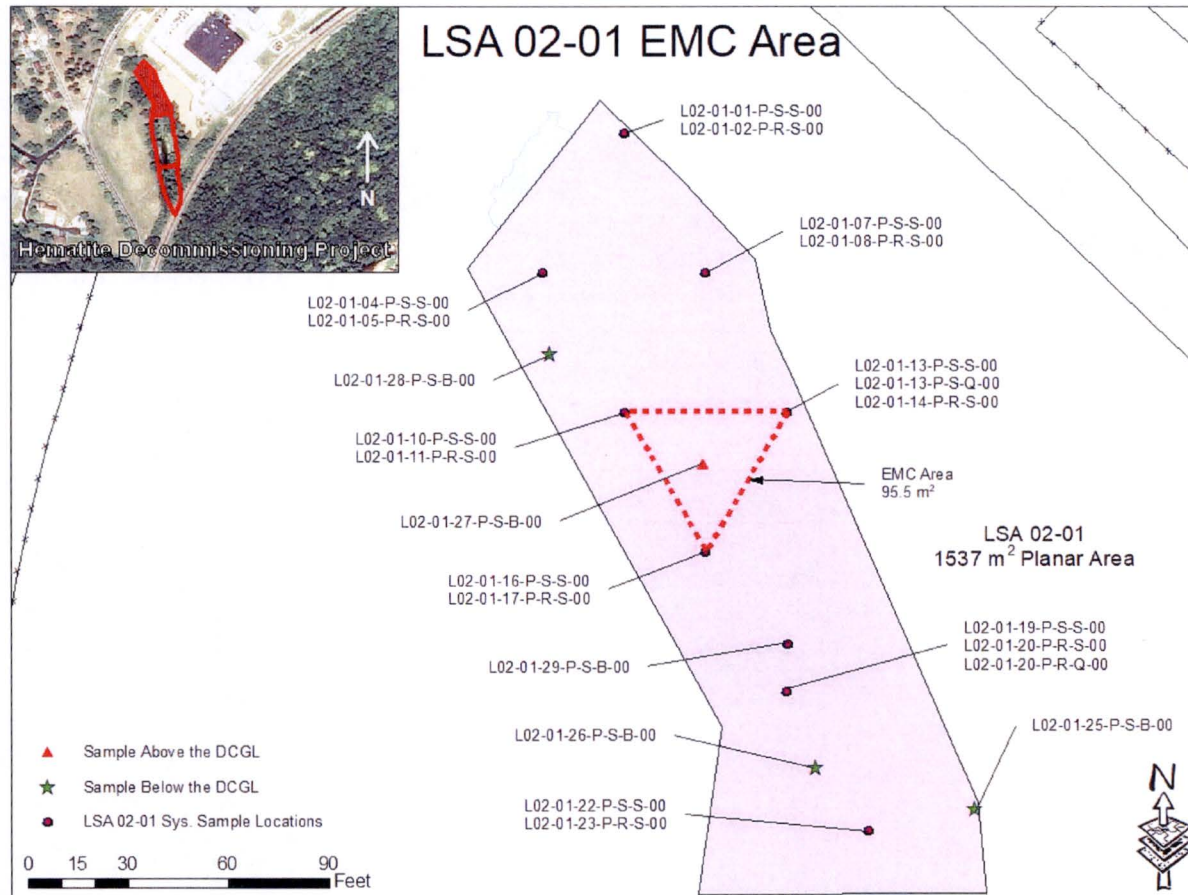 LSA 02-01 EMC Area
N
Hematite Decommissioning Project
L02-01-01-P-S-S-00
L02-01-02-P-R-S-00
L02-01-07-P-S-S-00
L02-01-08-P-R-S-00
L02-01-04-P-S-S-00
L02-01-05-P-R-S-00
L02-01-28-P-S-B-00
L02-01-13-P-S-S-00
L02-01-13-P-S-Q-00
L02-01-14-P-R-S-00
L02-01-10-P-S-S-00
L02-01-11-P-R-S-00
EMC Area
95.5 m²
L02-01-27-P-S-B-00
LSA 02-01
1537 m² Planar Area
L02-01-16-P-S-S-00
L02-01-17-P-R-S-00
L02-01-19-P-S-S-00
L02-01-20-P-R-S-00
L02-01-20-P-R-Q-00
L02-01-29-P-S-B-00
L02-01-25-P-S-B-00
L02-01-26-P-S-B-00
L02-01-22-P-S-S-00
L02-01-23-P-R-S-00
Sample Above the DCGL
Sample Below the DCGL
LSA 02-01 Sys. Sample Locations
0 15 30 60 90
Feet
N